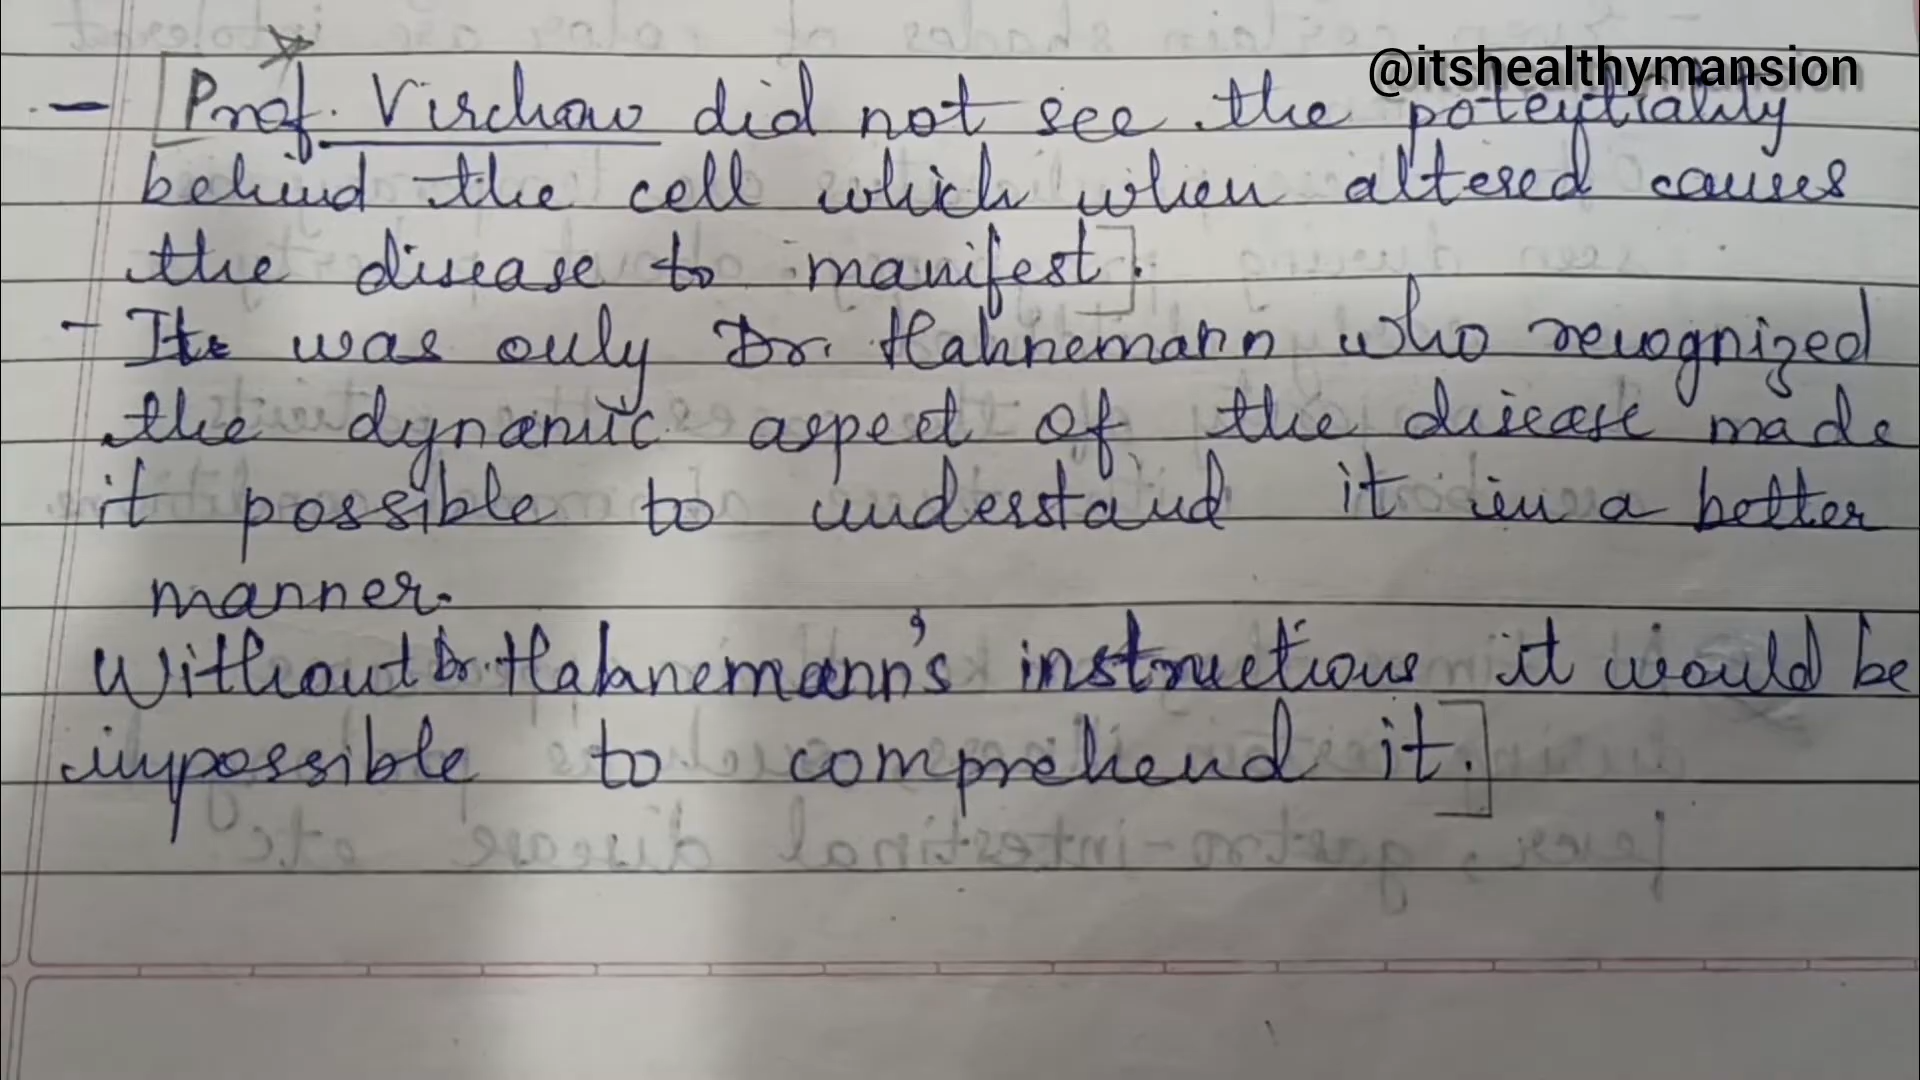 @itshealthymansion
- [Prof. Virchow did not see the potentiality
behind the cell which when altered causes
the disease to manifest].
- It was only Dr. Hahnemann who recognized
the dynamic aspect of the disease made
it possible to understand it in a better
manner.
Without Dr. Hahnemann's instructions it would be
impossible to comprehend it.]